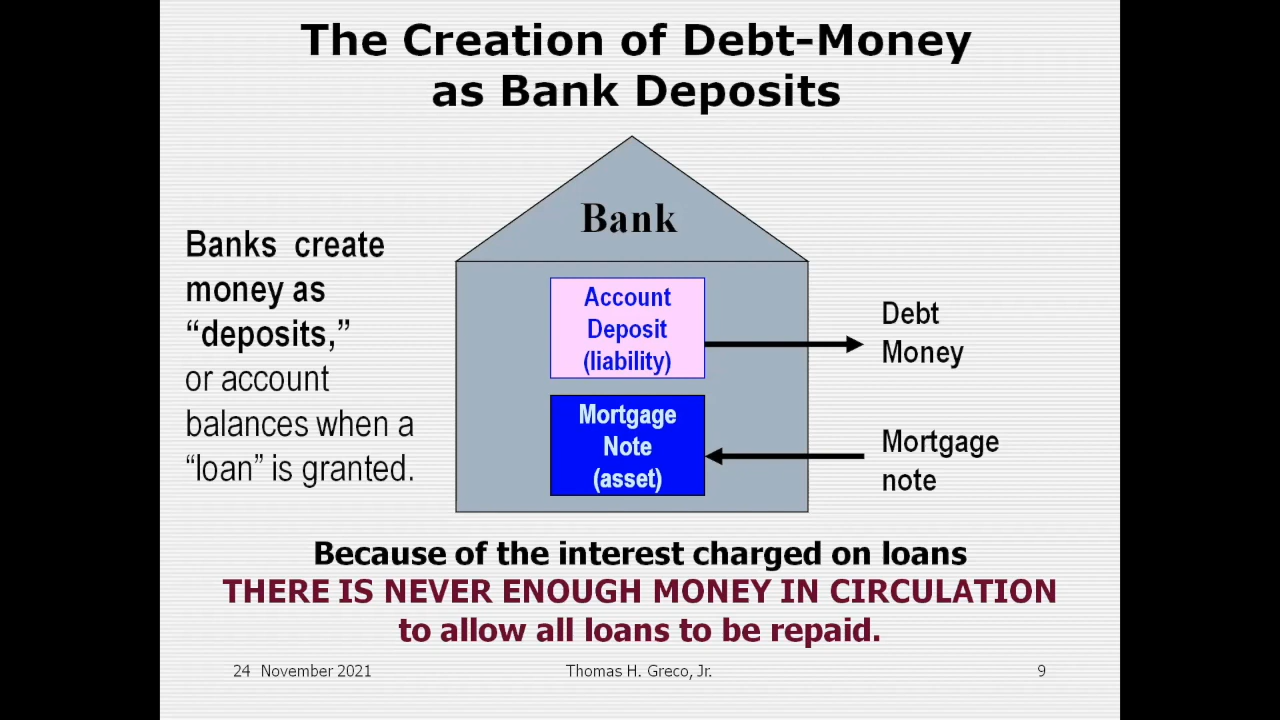 The Creation of Debt-Money
as Bank Deposits
Bank
Banks create
money as
“deposits,”
or account
balances when a
“loan” is granted.
Account
Deposit
(liability)
Debt
Money
Mortgage
Note
(asset)
Mortgage
note
Because of the interest charged on loans
THERE IS NEVER ENOUGH MONEY IN CIRCULATION
to allow all loans to be repaid.
24 November 2021
Thomas H. Greco, Jr.
9